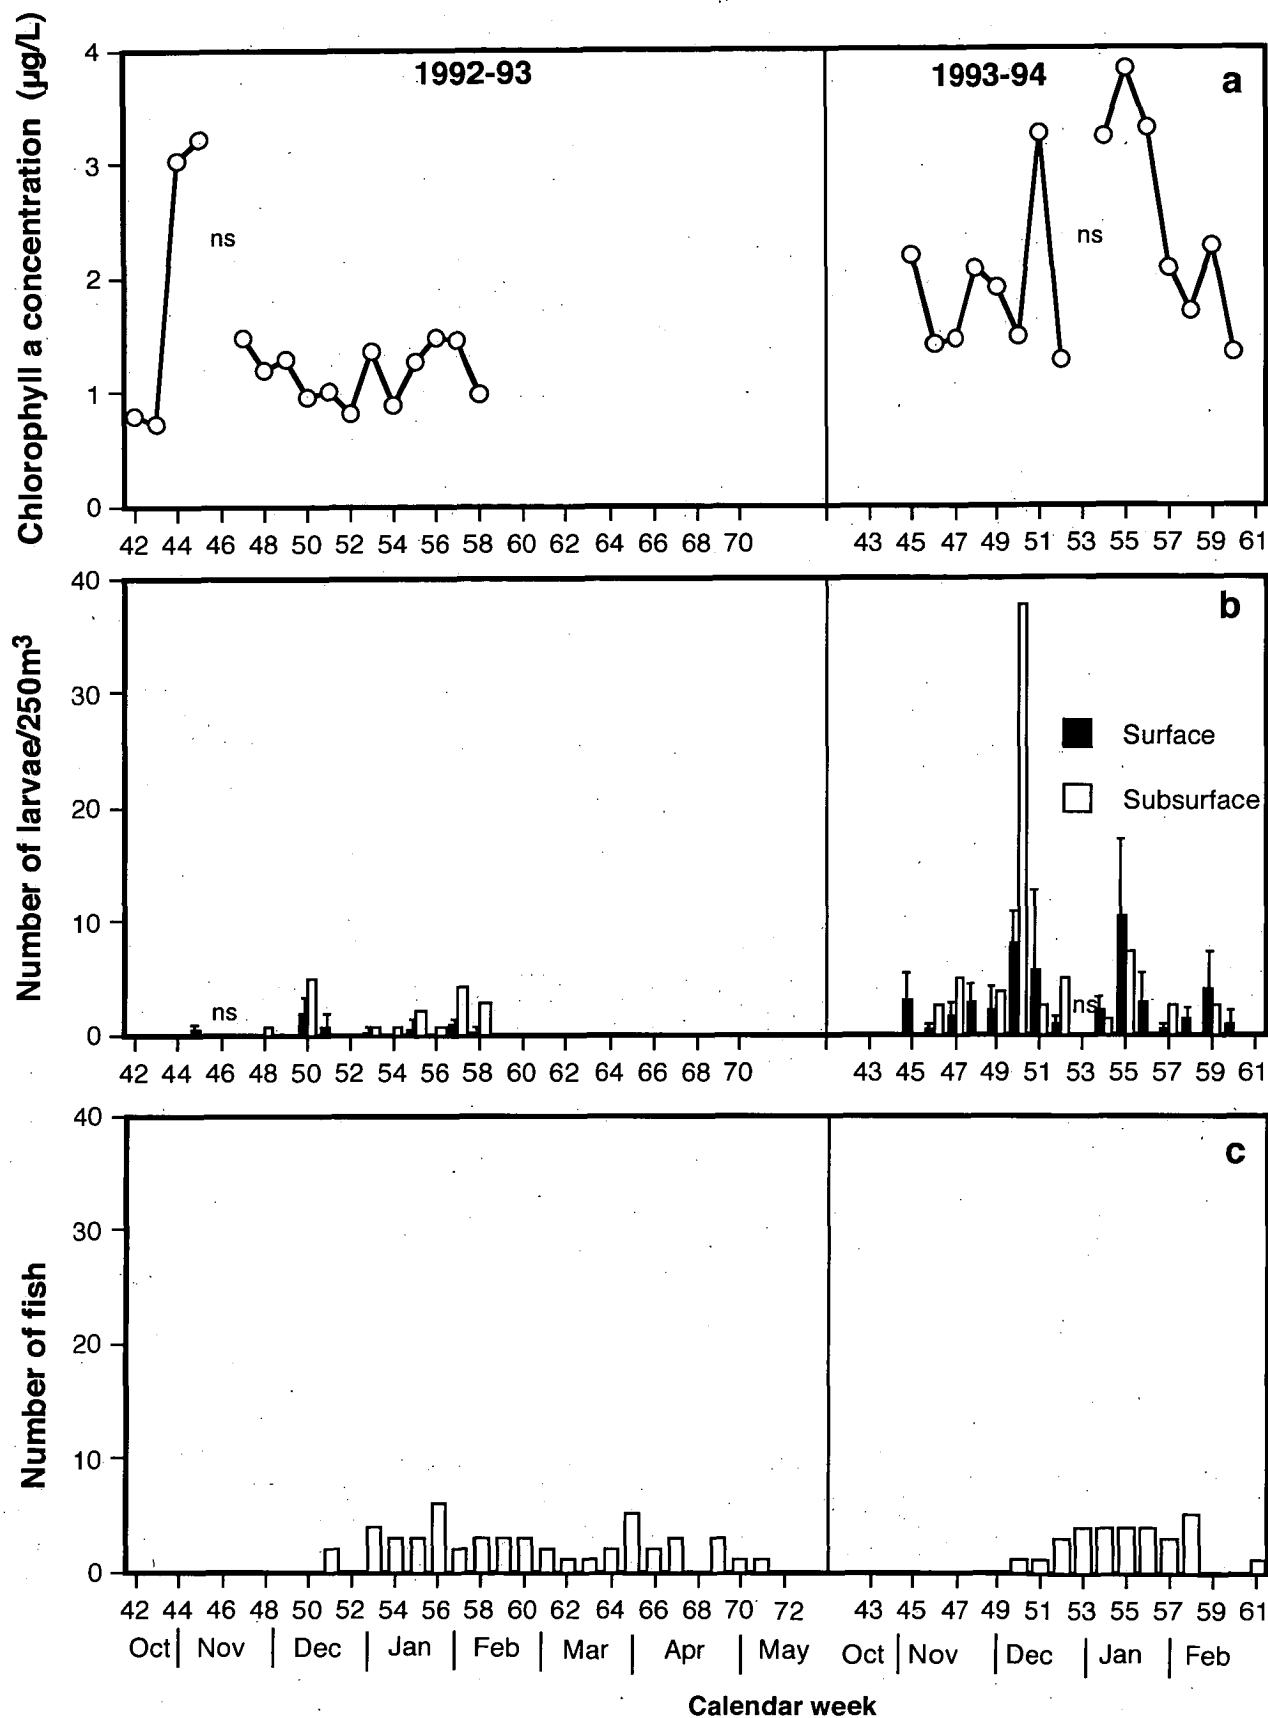 Chlorophyll a concentration (µg/L)
4
3
2
1
0
1992-93
1993-94
a
ns
ns
42 44 46 48 50 52 54 56 58 60 62 64 66 68 70
43 45 47 49 51 53 55 57 59 61
Number of larvae/250m³
40
30
20
10
0
b
Surface
Subsurface
ns
ns
42 44 46 48 50 52 54 56 58 60 62 64 66 68 70
43 45 47 49 51 53 55 57 59 61
Number of fish
40
30
20
10
0
c
42 44 46 48 50 52 54 56 58 60 62 64 66 68 70 72
43 45 47 49 51 53 55 57 59 61
Oct Nov Dec Jan Feb Mar Apr May
Oct Nov Dec Jan Feb
Calendar week